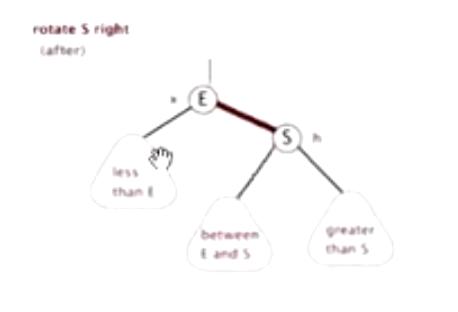 rotate S right
(after)
x
E
S
h
less
than E
between
E and S
greater
than S